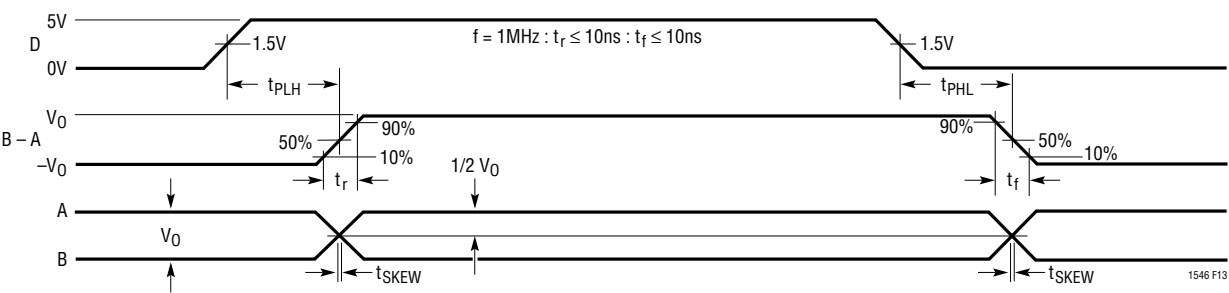 5V
D
1.5V
f = 1MHz : tr ≤ 10ns : tf ≤ 10ns
1.5V
0V
tPLH
tPHL
VO
B – A
50%
90%
90%
50%
–VO
10%
10%
tr
1/2 VO
tf
A
VO
B
tSKEW
tSKEW
1546 F13